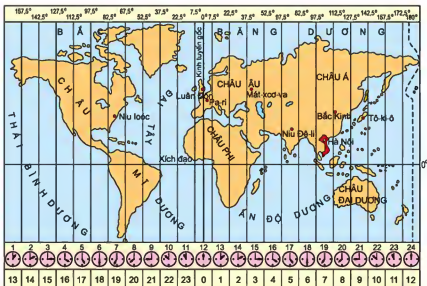 157,5° 127,5° 97,5° 67,5° 37,5° 7,5° 22,5° 52,5° 82,5° 112,5° 142,5° 172,5°
142,5° 112,5° 82,5° 52,5° 22,5° 0° 7,5° 37,5° 67,5° 97,5° 127,5° 157,5° 180°
BẮC BĂNG DƯƠNG
Kinh tuyến gốc
CHÂU MĨ
CHÂU ÂU
CHÂU Á
Luân Đôn
Mát-xcơ-va
Pa-ri
Niu Ioóc
ĐẠI TÂY DƯƠNG
Bắc Kinh
Tô-ki-ô
Niu Đê-li
Hà Nội
CHÂU PHI
THÁI BÌNH DƯƠNG
Xích đạo
0°
ẤN ĐỘ DƯƠNG
CHÂU
ĐẠI DƯƠNG
1 2 3 4 5 6 7 8 9 10 11 12 13 14 15 16 17 18 19 20 21 22 23 24
13 14 15 16 17 18 19 20 21 22 23 0 1 2 3 4 5 6 7 8 9 10 11 12